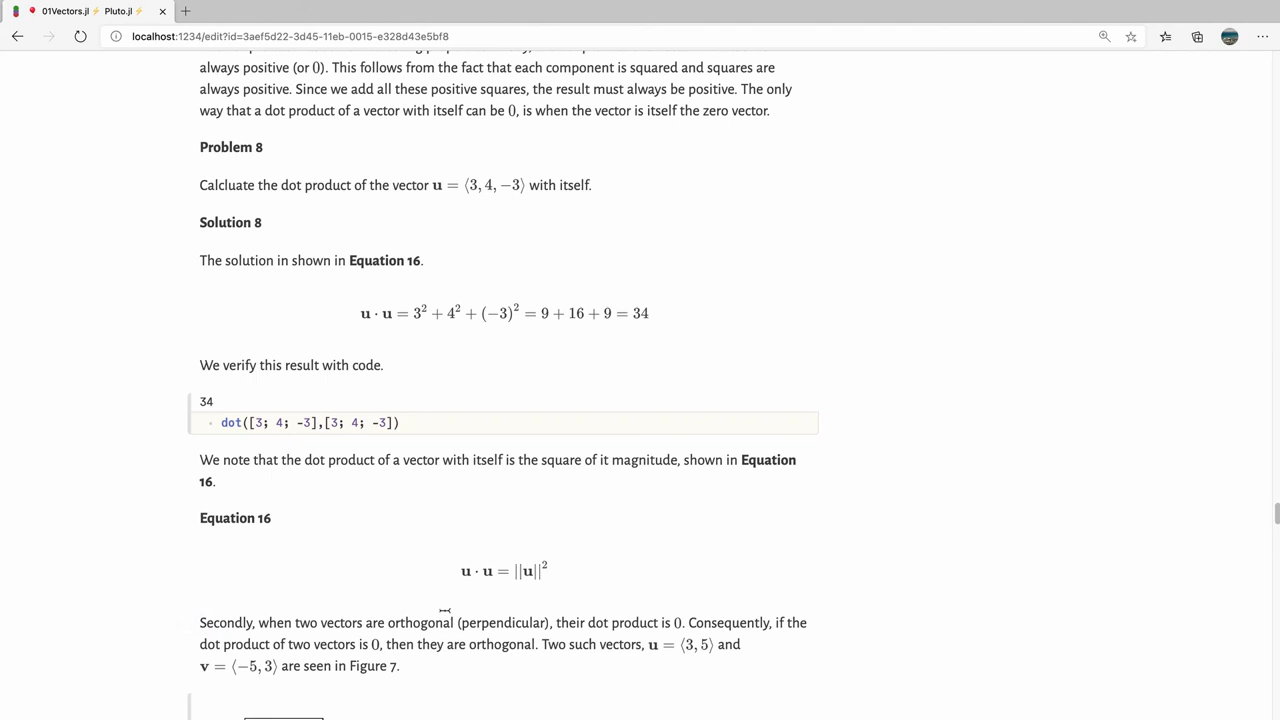 01Vectors.jl⚡ Pluto.jl⚡
localhost:1234/edit?id=3aef5d22-3d45-11eb-0015-e328d43e5bf8
always positive (or 0). This follows from the fact that each component is squared and squares are
always positive. Since we add all these positive squares, the result must always be positive. The only
way that a dot product of a vector with itself can be 0, is when the vector is itself the zero vector.
Problem 8
Calcluate the dot product of the vector u = ⟨3, 4, −3⟩ with itself.
Solution 8
The solution in shown in Equation 16.
u · u = 3² + 4² + (−3)² = 9 + 16 + 9 = 34
We verify this result with code.
34
dot([3; 4; -3],[3; 4; -3])
We note that the dot product of a vector with itself is the square of it magnitude, shown in Equation
16.
Equation 16
u · u = ||u||²
Secondly, when two vectors are orthogonal (perpendicular), their dot product is 0. Consequently, if the
dot product of two vectors is 0, then they are orthogonal. Two such vectors, u = ⟨3, 5⟩ and
v = ⟨−5, 3⟩ are seen in Figure 7.